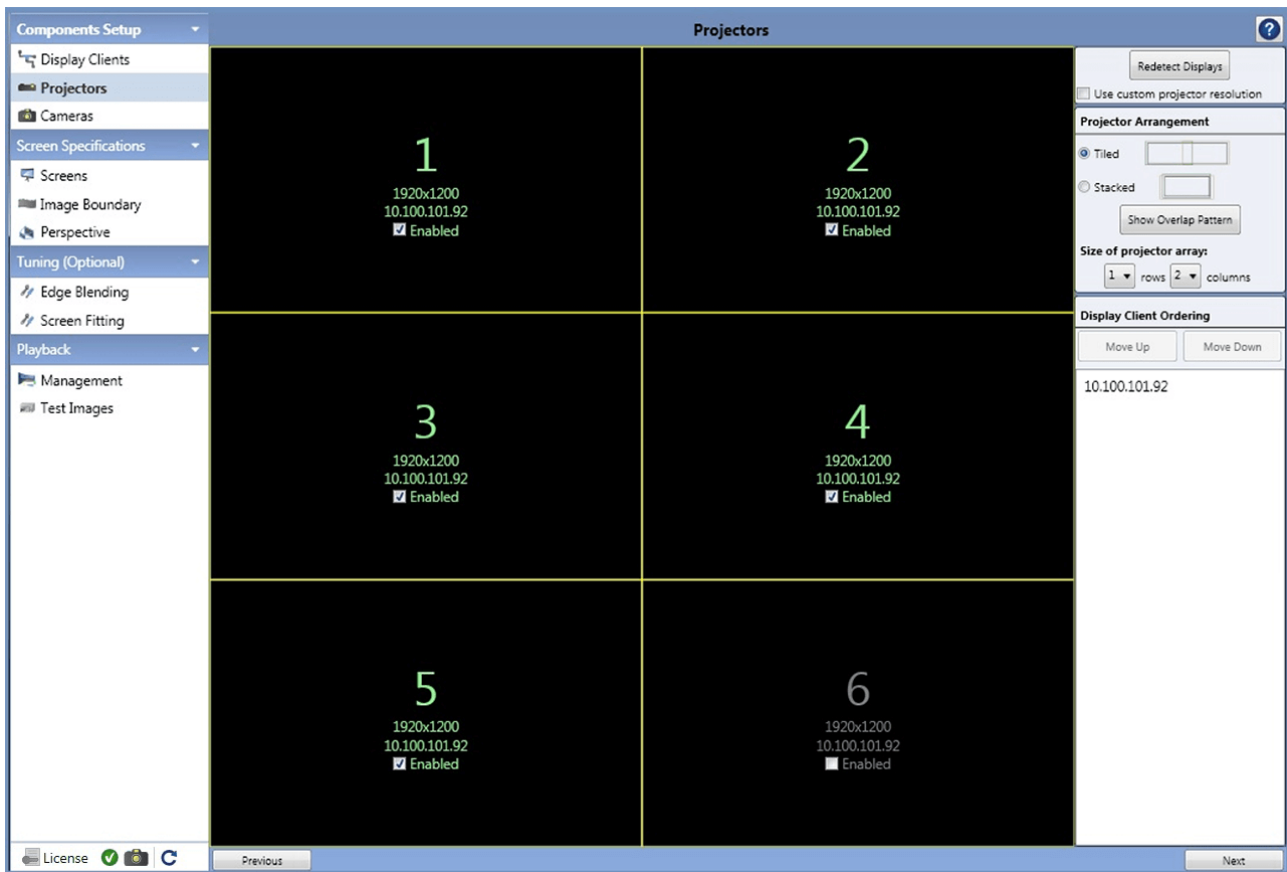 Components Setup
Display Clients
Projectors
Cameras
Screen Specifications
Screens
Image Boundary
Perspective
Tuning (Optional)
Edge Blending
Screen Fitting
Playback
Management
Test Images
License
Projectors
?
1
1920x1200
10.100.101.92
Enabled
2
1920x1200
10.100.101.92
Enabled
3
1920x1200
10.100.101.92
Enabled
4
1920x1200
10.100.101.92
Enabled
5
1920x1200
10.100.101.92
Enabled
6
1920x1200
10.100.101.92
Enabled
Previous
Redetect Displays
Use custom projector resolution
Projector Arrangement
Tiled
Stacked
Show Overlap Pattern
Size of projector array:
1 rows 2 columns
Display Client Ordering
Move Up Move Down
10.100.101.92
Next